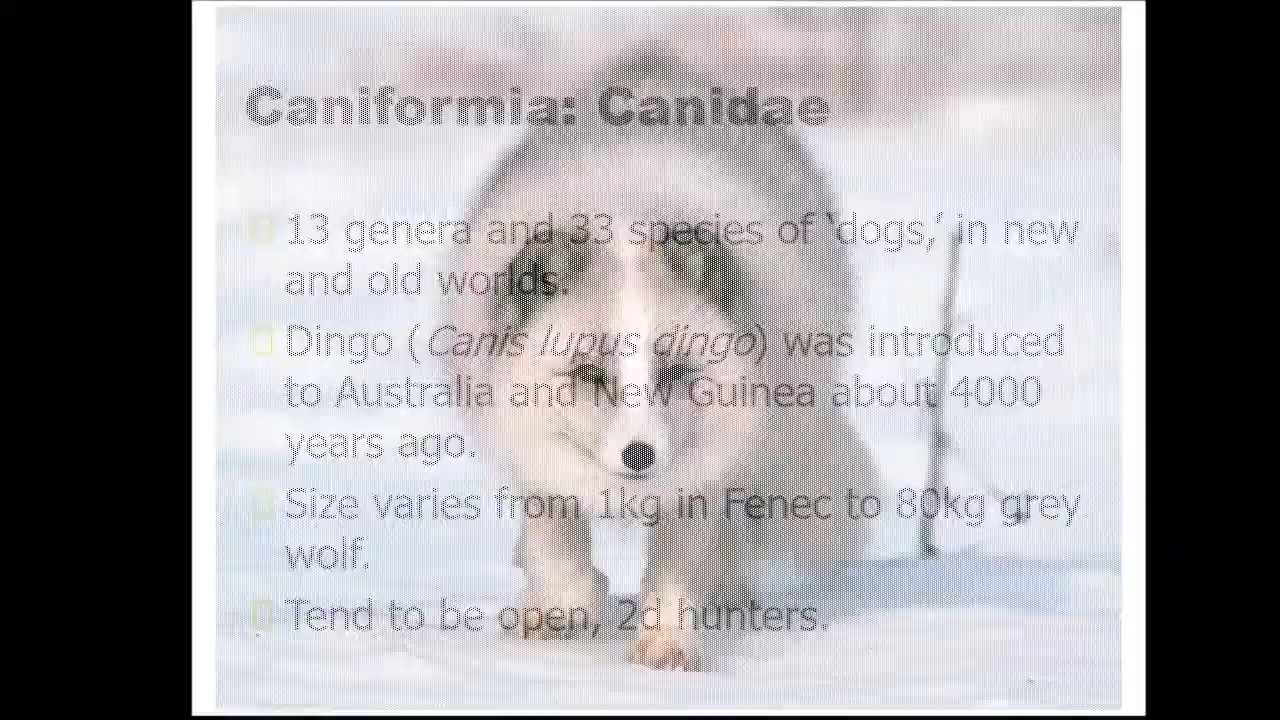 Caniformia: Canidae
13 genera and 33 species of ‘dogs,’ in new
and old worlds.
Dingo (Canis lupus dingo) was introduced
to Australia and New Guinea about 4000
years ago.
Size varies from 1kg in Fenec to 80kg grey
wolf.
Tend to be open, 2d hunters.